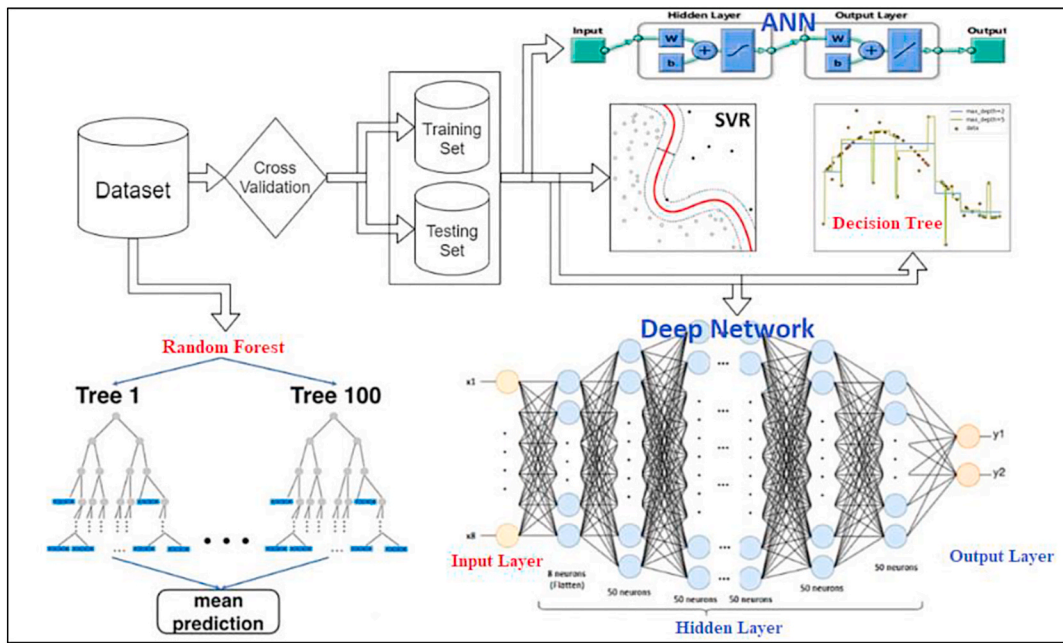 Hidden Layer
ANN
Output Layer
Input
W
b
+
W
b
+
Output
Dataset
Cross
Validation
Training
Set
Testing
Set
SVR
max_depth=2
max_depth=5
data
Decision Tree
Random Forest
Tree 1
Tree 100
...
...
...
mean
prediction
Deep Network
x1
x8
...
...
...
y1
y2
Input Layer
8 neurons
(Flatten)
50 neurons
50 neurons
50 neurons
50 neurons
50 neurons
Output Layer
Hidden Layer